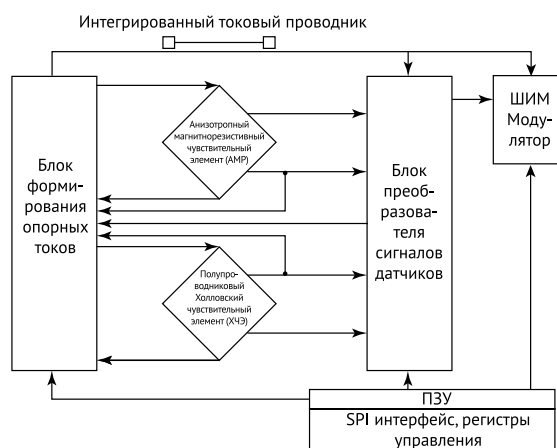 Интегрированный токовый проводник
Блок
форми-
рования
опорных
токов
Анизотропный
магнитнорезистивный
чувствительный
элемент (АМР)
Полупро-
водниковый
Холловский
чувствительный
элемент (ХЧЭ)
Блок
преоб-
разова-
теля
сигналов
датчиков
ШИМ
Моду-
лятор
ПЗУ
SPI интерфейс, регистры
управления